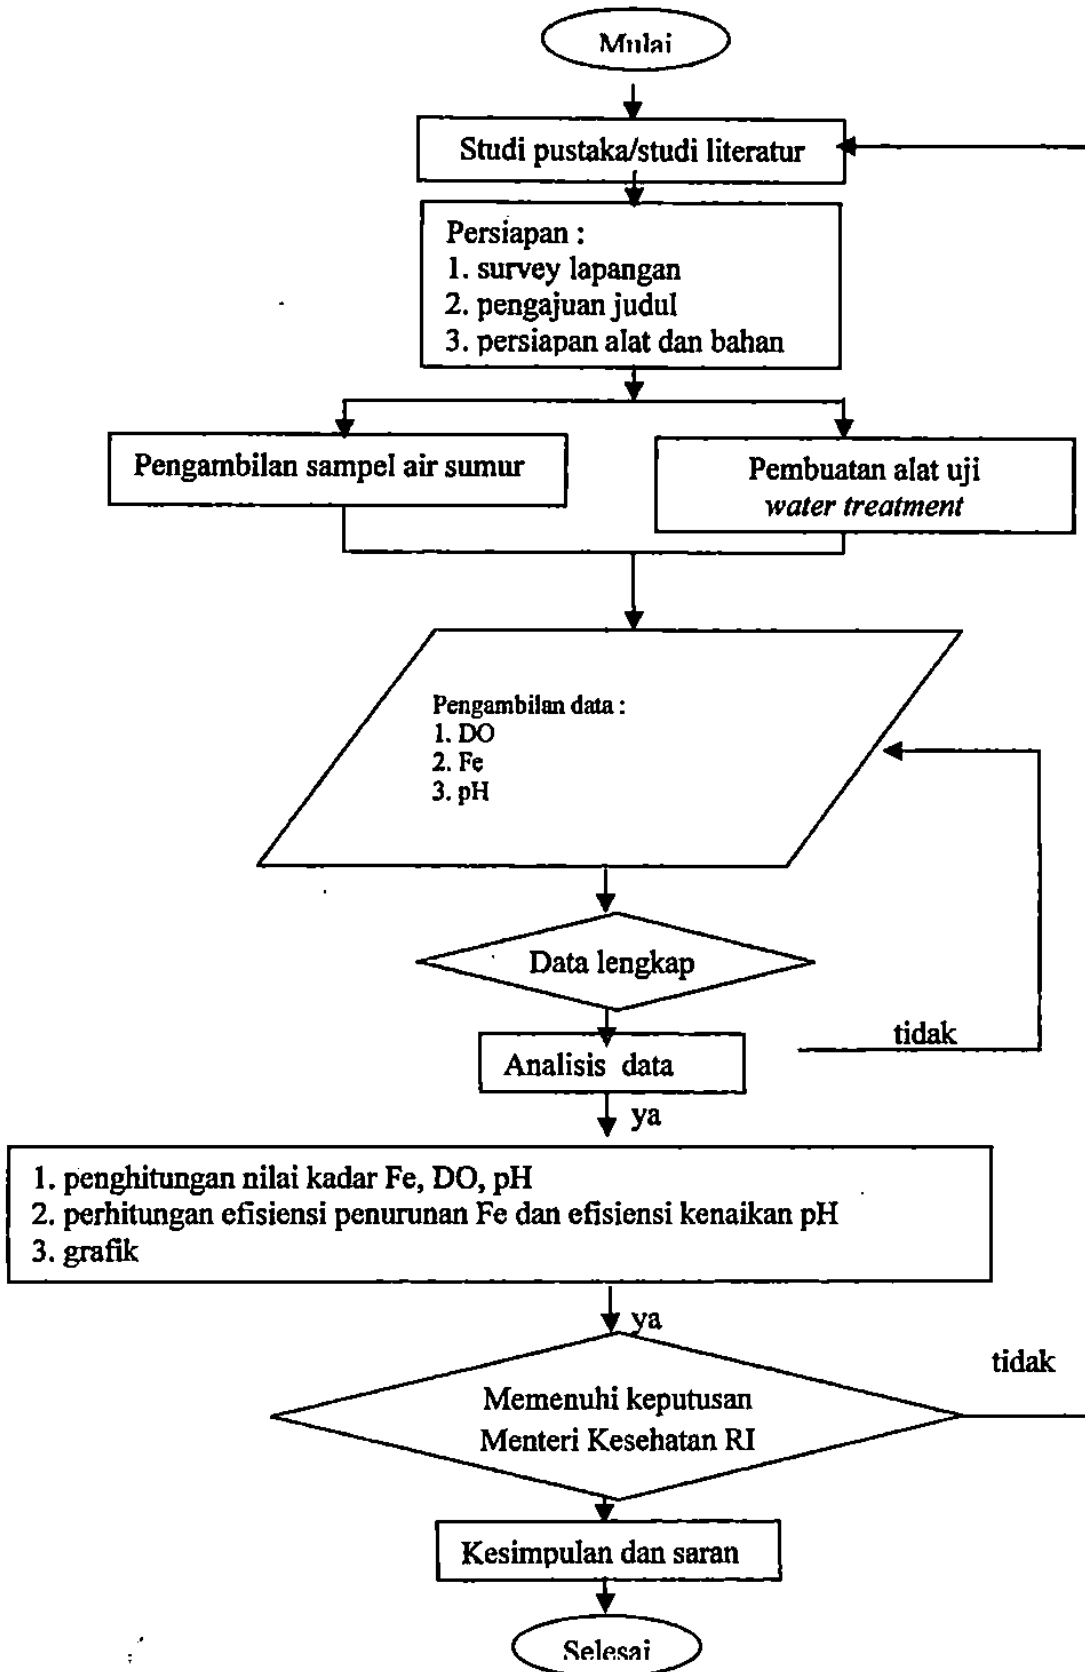 Mulai
Studi pustaka/studi literatur
Persiapan :
1. survey lapangan
2. pengajuan judul
3. persiapan alat dan bahan
Pengambilan sampel air sumur
Pembuatan alat uji
water treatment
Pengambilan data :
1. DO
2. Fe
3. pH
Data lengkap
tidak
Analisis data
ya
1. penghitungan nilai kadar Fe, DO, pH
2. perhitungan efisiensi penurunan Fe dan efisiensi kenaikan pH
3. grafik
ya
tidak
Memenuhi keputusan
Menteri Kesehatan RI
Kesimpulan dan saran
Selesai